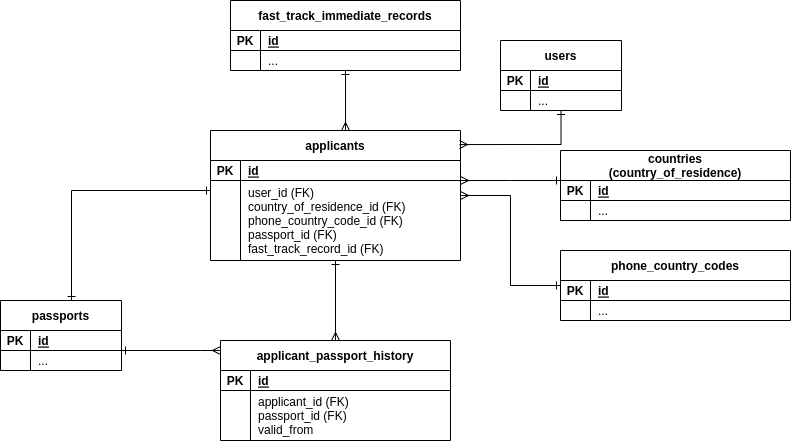 fast_track_immediate_records
PK id
...
users
PK id
...
applicants
PK id
user_id (FK)
country_of_residence_id (FK)
phone_country_code_id (FK)
passport_id (FK)
fast_track_record_id (FK)
countries
(country_of_residence)
PK id
...
phone_country_codes
PK id
...
passports
PK id
...
applicant_passport_history
PK id
applicant_id (FK)
passport_id (FK)
valid_from